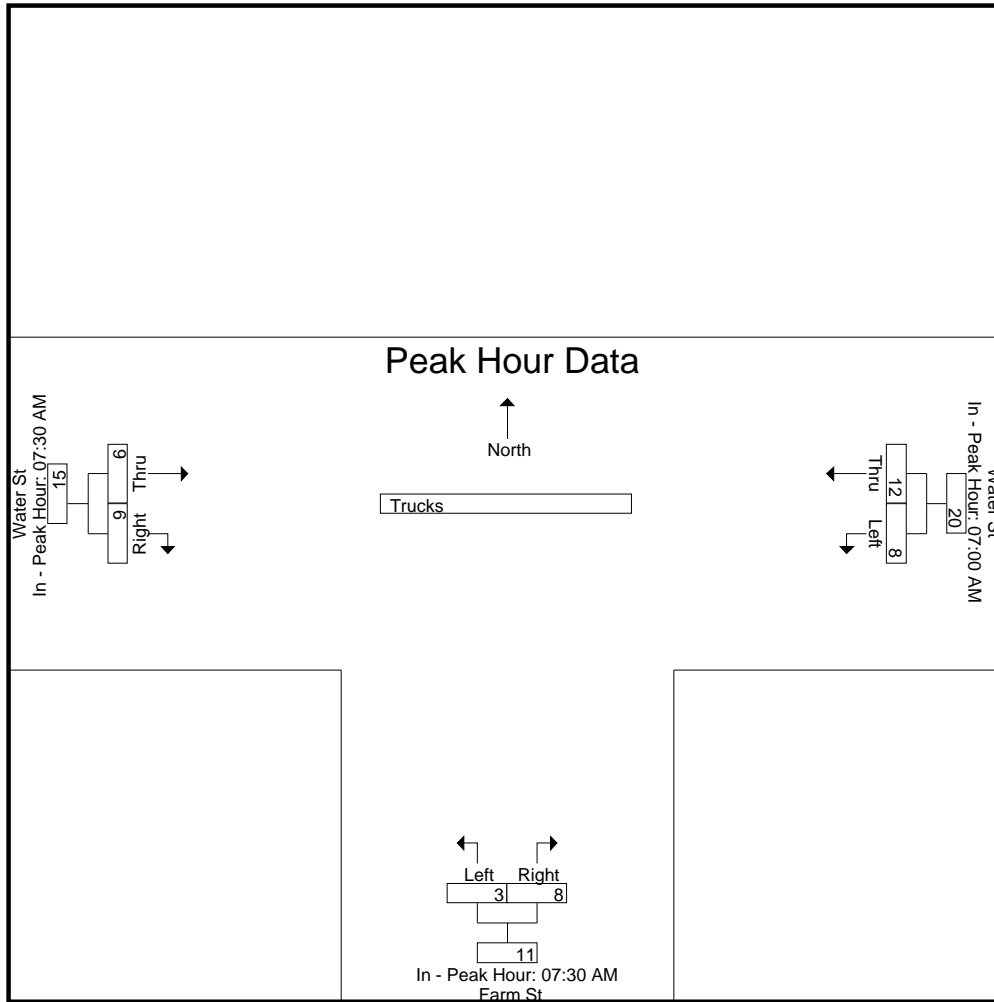 Peak Hour Data
North
Trucks
Water St
In - Peak Hour: 07:30 AM
15
6
9
Thru
Right
Water St
In - Peak Hour: 07:00 AM
20
12
8
Thru
Left
Left Right
3 8
11
In - Peak Hour: 07:30 AM
Farm St